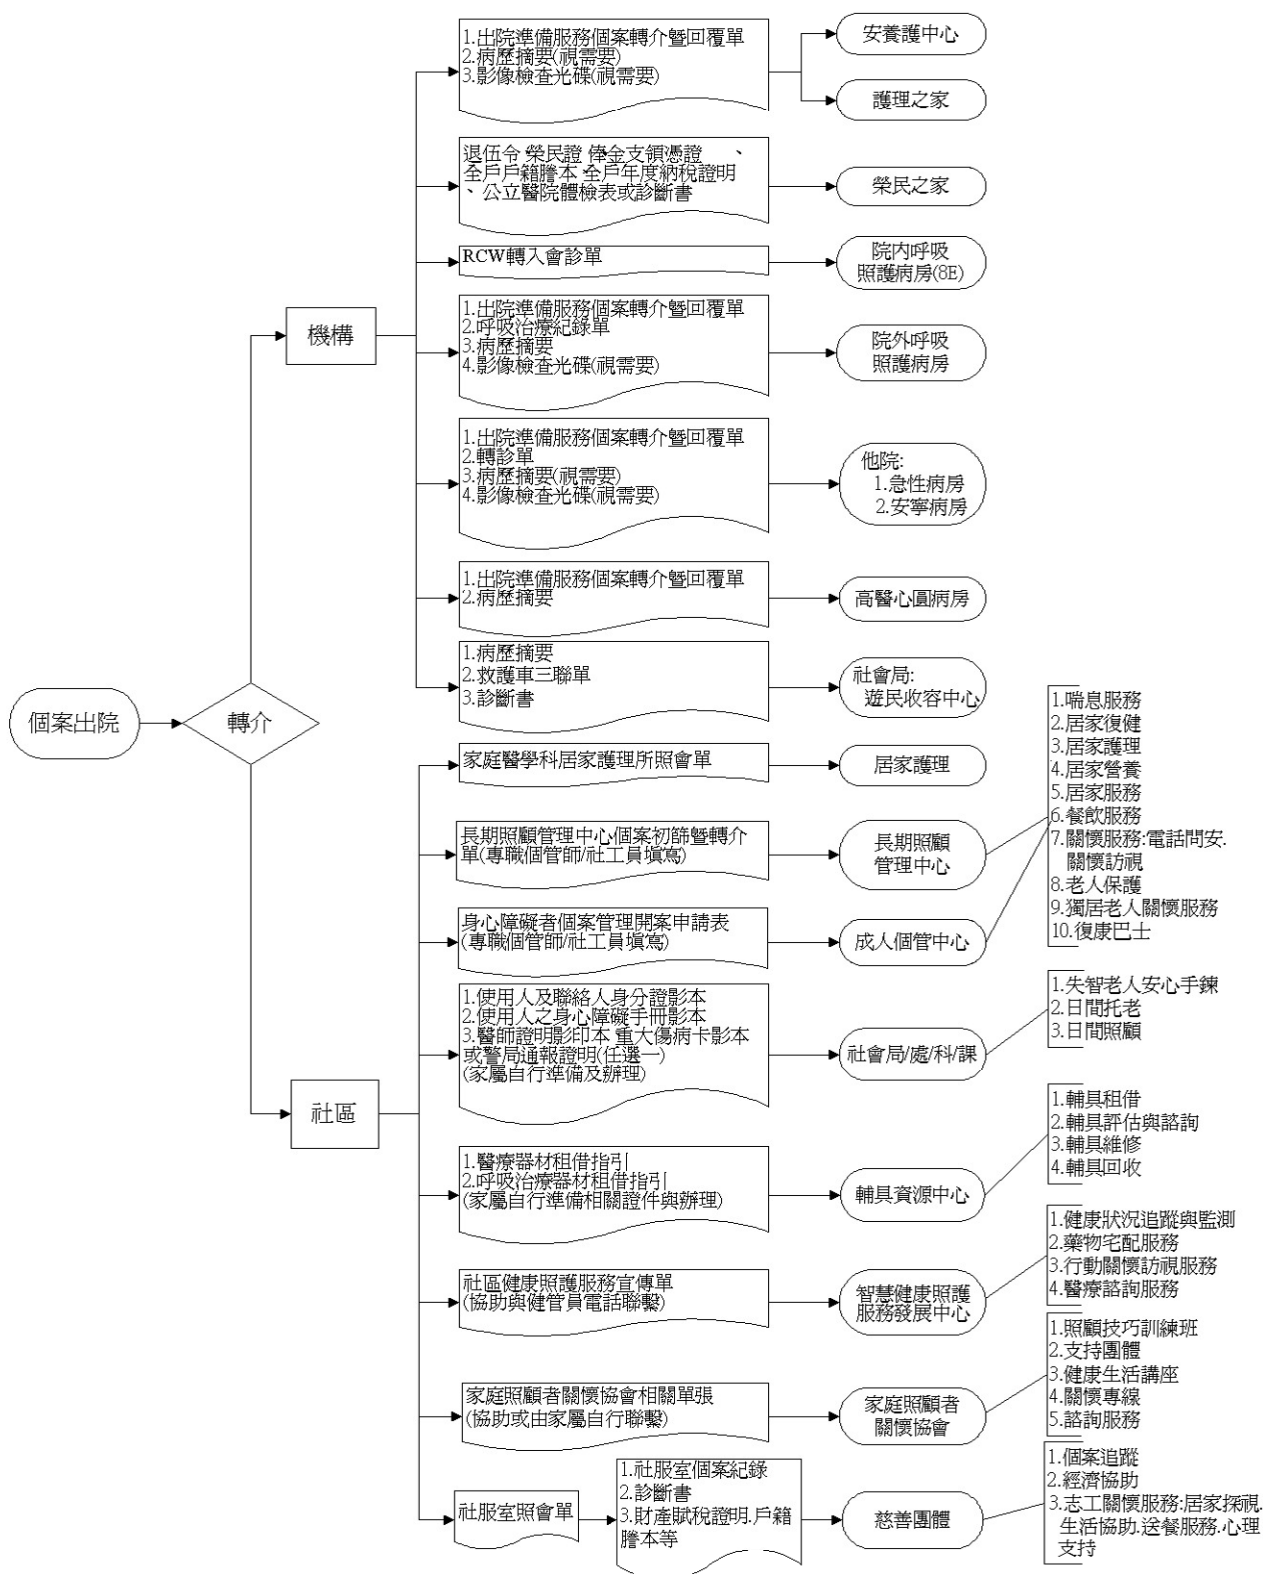 個案出院
轉介
機構
1.出院準備服務個案轉介暨回覆單
2.病歷摘要(視需要)
3.影像檢查光碟(視需要)
安養護中心
護理之家
退伍令 榮民證 俸金支領憑證 、
全戶戶籍謄本 全戶年度納稅證明
、公立醫院體檢表或診斷書
榮民之家
RCW轉入會診單
院內呼吸
照護病房(8E)
1.出院準備服務個案轉介暨回覆單
2.呼吸治療紀錄單
3.病歷摘要
4.影像檢查光碟(視需要)
院外呼吸
照護病房
1.出院準備服務個案轉介暨回覆單
2.轉診單
3.病歷摘要(視需要)
4.影像檢查光碟(視需要)
他院:
1.急性病房
2.安寧病房
1.出院準備服務個案轉介暨回覆單
2.病歷摘要
高醫心圓病房
1.病歷摘要
2.救護車三聯單
3.診斷書
社會局:
遊民收容中心
社區
家庭醫學科居家護理所照會單
居家護理
長期照顧管理中心個案初篩暨轉介
單(專職個管師/社工員填寫)
長期照顧
管理中心
身心障礙者個案管理開案申請表
(專職個管師/社工員填寫)
成人個管中心
1.喘息服務
2.居家復健
3.居家護理
4.居家營養
5.居家服務
6.餐飲服務
7.關懷服務:電話問安.
關懷訪視
8.老人保護
9.獨居老人關懷服務
10.復康巴士
1.使用人及聯絡人身分證影本
2.使用人之身心障礙手冊影本
3.醫師證明影印本 重大傷病卡影本
或警局通報證明(任選一)
(家屬自行準備及辦理)
社會局/處/科/課
1.失智老人安心手鍊
2.日間托老
3.日間照顧
1.醫療器材租借指引
2.呼吸治療器材租借指引
(家屬自行準備相關證件與辦理)
輔具資源中心
1.輔具租借
2.輔具評估與諮詢
3.輔具維修
4.輔具回收
社區健康照護服務宣傳單
(協助與健管員電話聯繫)
智慧健康照護
服務發展中心
1.健康狀況追蹤與監測
2.藥物宅配服務
3.行動關懷訪視服務
4.醫療諮詢服務
家庭照顧者關懷協會相關單張
(協助或由家屬自行聯繫)
家庭照顧者
關懷協會
1.照顧技巧訓練班
2.支持團體
3.健康生活講座
4.關懷專線
5.諮詢服務
社服室照會單
1.社服室個案紀錄
2.診斷書
3.財產賦稅證明.戶籍
謄本等
慈善團體
1.個案追蹤
2.經濟協助
3.志工關懷服務:居家探視.
生活協助.送餐服務.心理
支持